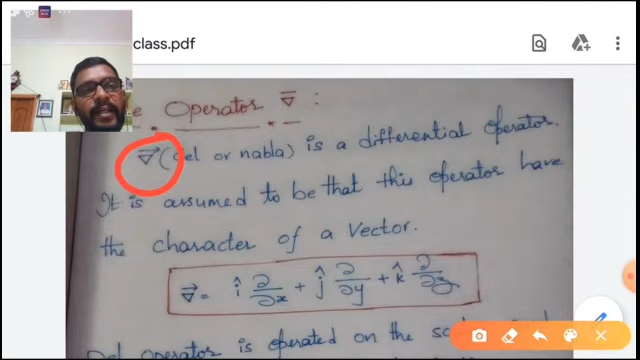 class.pdf
Operator ∇⃗ :
∇⃗ (del or nabla) is a differential operator.
It is assumed to be that this operator have
the character of a vector.
∇⃗ = î ∂/∂x + ĵ ∂/∂y + k̂ ∂/∂z
Del operator is operated on the